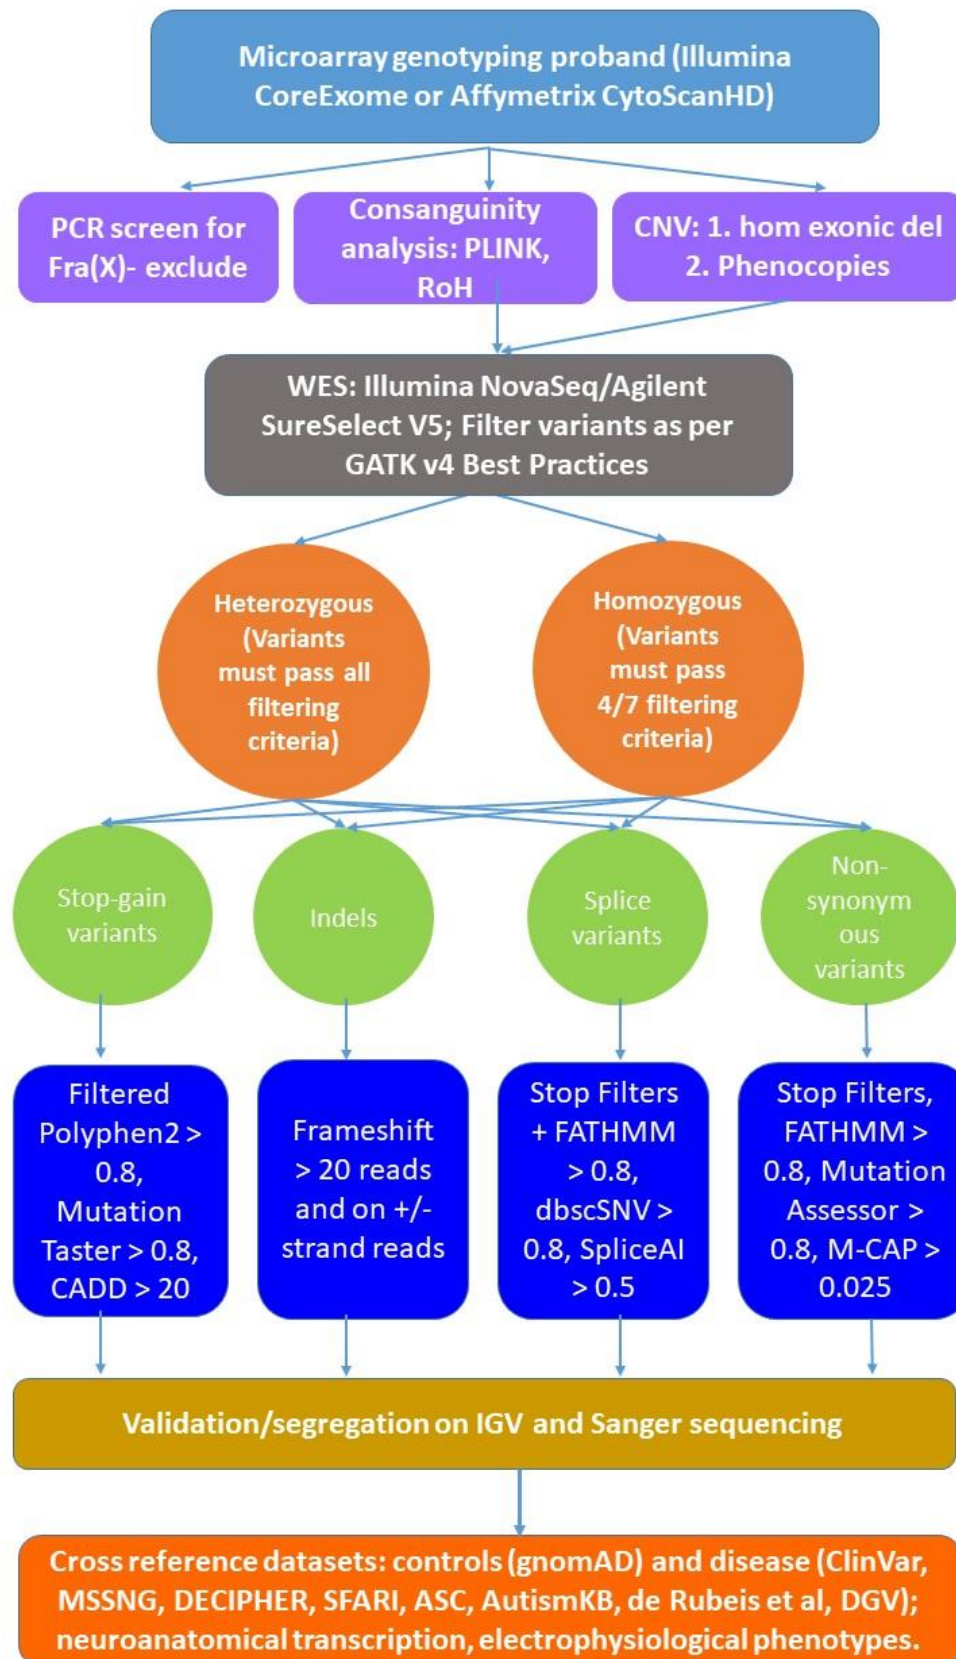 Microarray genotyping proband (Illumina
CoreExome or Affymetrix CytoScanHD)
PCR screen for
Fra(X)- exclude
Consanguinity
analysis: PLINK,
RoH
CNV: 1. hom exonic del
2. Phenocopies
WES: Illumina NovaSeq/Agilent
SureSelect V5; Filter variants as per
GATK v4 Best Practices
Heterozygous
(Variants
must pass all
filtering
criteria)
Homozygous
(Variants
must pass
4/7 filtering
criteria)
Stop-gain
variants
Indels
Splice
variants
Non-
synonym
ous
variants
Filtered
Polyphen2 >
0.8,
Mutation
Taster > 0.8,
CADD > 20
Frameshift
> 20 reads
and on +/-
strand reads
Stop Filters
+ FATHMM
> 0.8,
dbscSNV >
0.8, SpliceAI
> 0.5
Stop Filters,
FATHMM >
0.8, Mutation
Assessor >
0.8, M-CAP >
0.025
Validation/segregation on IGV and Sanger sequencing
Cross reference datasets: controls (gnomAD) and disease (ClinVar,
MSSNG, DECIPHER, SFARI, ASC, AutismKB, de Rubeis et al, DGV);
neuroanatomical transcription, electrophysiological phenotypes.